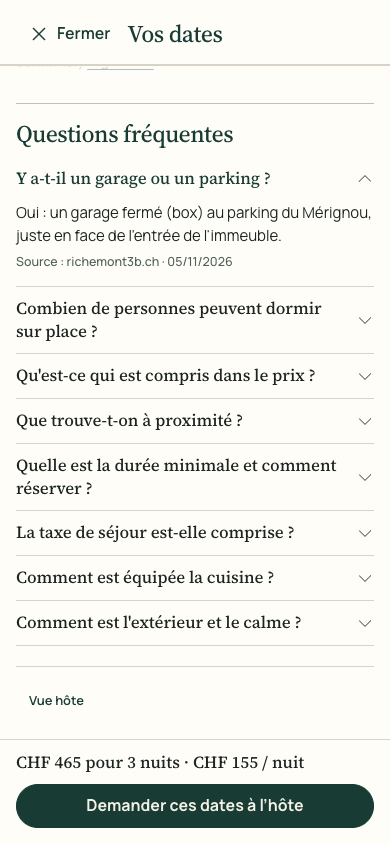 Fermer Vos dates
Questions fréquentes
Y a-t-il un garage ou un parking ?
Oui : un garage fermé (box) au parking du Mérignou,
juste en face de l'entrée de l'immeuble.
Source : richemont3b.ch · 05/11/2026
Combien de personnes peuvent dormir
sur place ?
Qu'est-ce qui est compris dans le prix ?
Que trouve-t-on à proximité ?
Quelle est la durée minimale et comment
réserver ?
La taxe de séjour est-elle comprise ?
Comment est équipée la cuisine ?
Comment est l'extérieur et le calme ?
Vue hôte
CHF 465 pour 3 nuits · CHF 155 / nuit
Demander ces dates à l’hôte